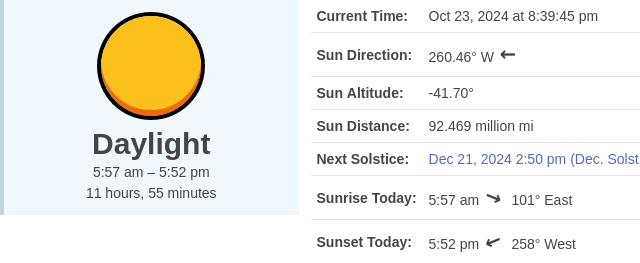 Daylight
5:57 am – 5:52 pm
11 hours, 55 minutes
Current Time: Oct 23, 2024 at 8:39:45 pm
Sun Direction: 260.46° W ←
Sun Altitude: -41.70°
Sun Distance: 92.469 million mi
Next Solstice: Dec 21, 2024 2:50 pm (Dec. Solst
Sunrise Today: 5:57 am → 101° East
Sunset Today: 5:52 pm ← 258° West